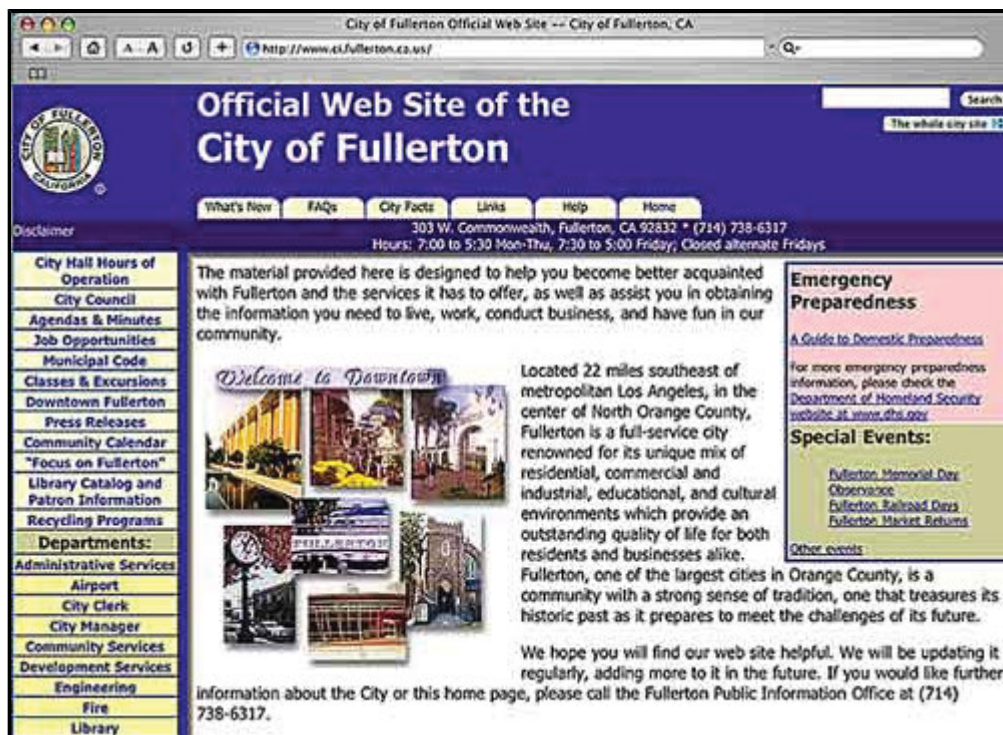 City of Fullerton Official Web Site -- City of Fullerton, CA
A A
http://www.ci.fullerton.ca.us/
Q
CITY OF FULLERTON
CALIFORNIA
Official Web Site of the
City of Fullerton
Search
The whole city site
What's New FAQs City Facts Links Help Home
Disclaimer
303 W. Commonwealth, Fullerton, CA 92832 * (714) 738-6317
Hours: 7:00 to 5:30 Mon-Thu, 7:30 to 5:00 Friday; Closed alternate Fridays
City Hall Hours of
Operation
City Council
Agendas & Minutes
Job Opportunities
Municipal Code
Classes & Excursions
Downtown Fullerton
Press Releases
Community Calendar
"Focus on Fullerton"
Library Catalog and
Patron Information
Recycling Programs
Departments:
Administrative Services
Airport
City Clerk
City Manager
Community Services
Development Services
Engineering
Fire
Library
The material provided here is designed to help you become better acquainted
with Fullerton and the services it has to offer, as well as assist you in obtaining
the information you need to live, work, conduct business, and have fun in our
community.
Welcome to Downtown
FULLERTON
Located 22 miles southeast of
metropolitan Los Angeles, in the
center of North Orange County,
Fullerton is a full-service city
renowned for its unique mix of
residential, commercial and
industrial, educational, and cultural
environments which provide an
outstanding quality of life for both
residents and businesses alike.
Fullerton, one of the largest cities in Orange County, is a
community with a strong sense of tradition, one that treasures its
historic past as it prepares to meet the challenges of its future.
We hope you will find our web site helpful. We will be updating it
regularly, adding more to it in the future. If you would like further
information about the City or this home page, please call the Fullerton Public Information Office at (714)
738-6317.
Emergency
Preparedness
A Guide to Domestic Preparedness
For more emergency preparedness
information, please check the
Department of Homeland Security
website at www.dhs.gov
Special Events:
Fullerton Memorial Day
Observance
Fullerton Railroad Days
Fullerton Market Returns
Other events